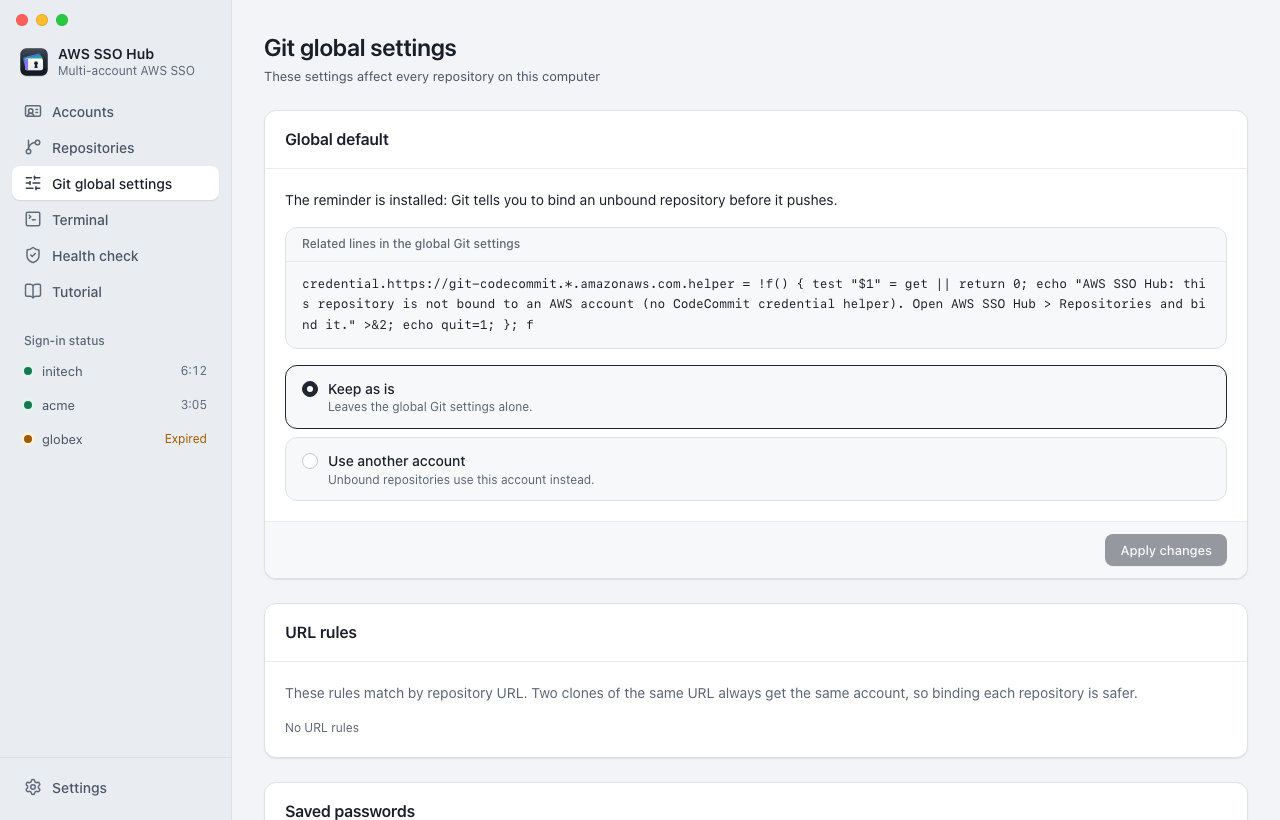 AWS SSO Hub
Multi-account AWS SSO
Accounts
Repositories
Git global settings
Terminal
Health check
Tutorial
Sign-in status
initech 6:12
acme 3:05
globex Expired
Settings
Git global settings
These settings affect every repository on this computer
Global default
The reminder is installed: Git tells you to bind an unbound repository before it pushes.
Related lines in the global Git settings
credential.https://git-codecommit.*.amazonaws.com.helper = !f() { test "$1" = get || return 0; echo "AWS SSO Hub: thi
s repository is not bound to an AWS account (no CodeCommit credential helper). Open AWS SSO Hub > Repositories and bi
nd it." >&2; echo quit=1; }; f
Keep as is
Leaves the global Git settings alone.
Use another account
Unbound repositories use this account instead.
Apply changes
URL rules
These rules match by repository URL. Two clones of the same URL always get the same account, so binding each repository is safer.
No URL rules
Saved passwords